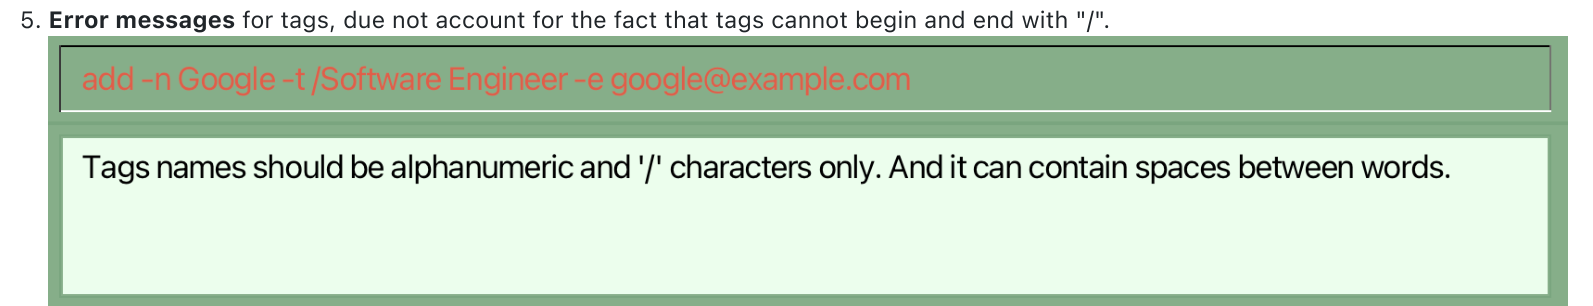 5. Error messages for tags, due not account for the fact that tags cannot begin and end with "/".
add -n Google -t /Software Engineer -e google@example.com
Tags names should be alphanumeric and '/' characters only. And it can contain spaces between words.